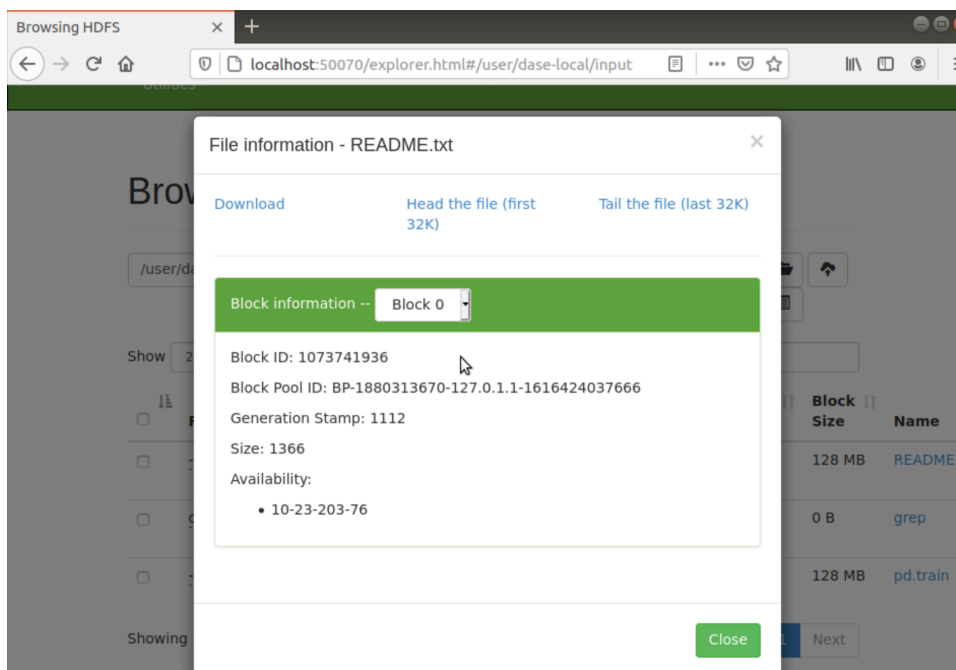 Browsing HDFS
localhost:50070/explorer.html#/user/dase-local/input
Utilities
File information - README.txt
Download
Head the file (first 32K)
Tail the file (last 32K)
Block information -- Block 0
Block ID: 1073741936
Block Pool ID: BP-1880313670-127.0.1.1-1616424037666
Generation Stamp: 1112
Size: 1366
Availability:
10-23-203-76
Close
Brow
/user/da
Show 2
Block Size
Name
128 MB README
0 B grep
128 MB pd.train
Showing
1 Next